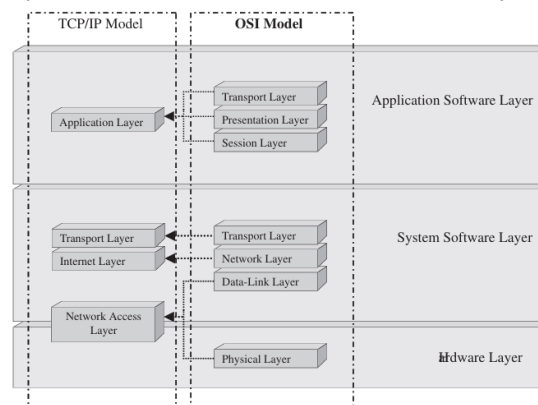 TCP/IP Model
OSI Model
Transport Layer
Application Software Layer
Application Layer
Presentation Layer
Session Layer
Transport Layer
Transport Layer
System Software Layer
Internet Layer
Network Layer
Data-Link Layer
Network Access
Layer
Physical Layer
Hardware Layer